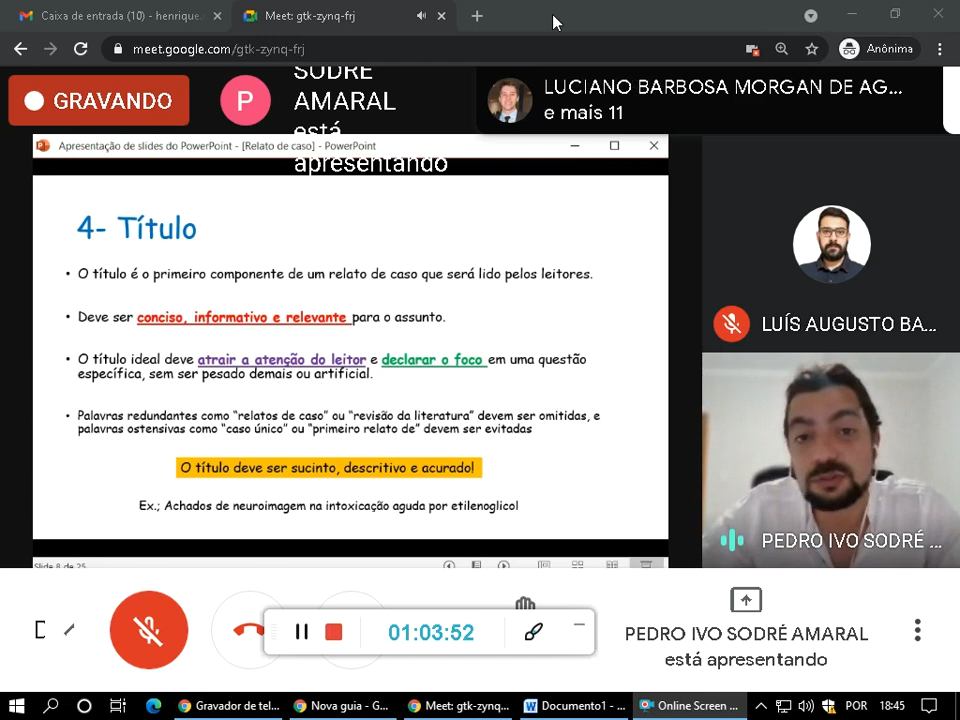 Caixa de entrada (10) - henrique.
Meet: gtk-zynq-frj
meet.google.com/gtk-zynq-frj
Anônima
GRAVANDO
P
SODRÉ
AMARAL
está
apresentando
LUCIANO BARBOSA MORGAN DE AG...
e mais 11
Apresentação de slides do PowerPoint - [Relato de caso] - PowerPoint
4- Título
• O título é o primeiro componente de um relato de caso que será lido pelos leitores.
• Deve ser conciso, informativo e relevante para o assunto.
• O título ideal deve atrair a atenção do leitor e declarar o foco em uma questão
específica, sem ser pesado demais ou artificial.
• Palavras redundantes como “relatos de caso” ou “revisão da literatura” devem ser omitidas, e
palavras ostensivas como “caso único” ou “primeiro relato de” devem ser evitadas
O título deve ser sucinto, descritivo e acurado!
Ex.; Achados de neuroimagem na intoxicação aguda por etilenoglicol
Slide 8 de 25
LUÍS AUGUSTO BA...
PEDRO IVO SODRÉ ...
01:03:52
PEDRO IVO SODRÉ AMARAL
está apresentando
Gravador de tel...
Nova guia - G...
Meet: gtk-zynq...
Documento1 - ...
Online Screen ...
POR
18:45